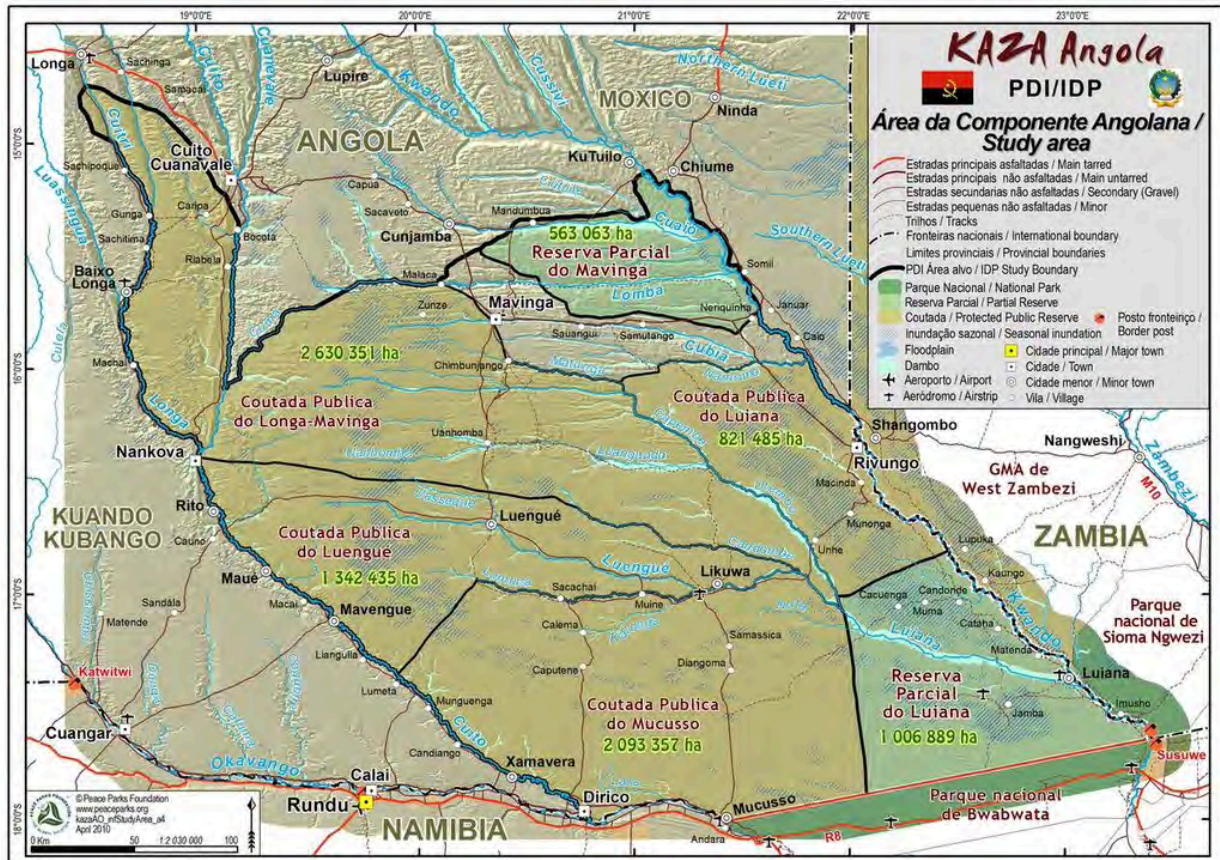 19°0'0"E
20°0'0"E
21°0'0"E
22°0'0"E
23°0'0"E
KAZA Angola
PDI/IDP
Área da Componente Angolana /
Study area
Estradas principais asfaltadas / Main tarred
Estradas principais não asfaltadas / Main untarred
Estradas secundarias não asfaltadas / Secondary (Gravel)
Estradas pequenas não asfaltadas / Minor
Trilhos / Tracks
Fronteiras nacionais / International boundary
Limites provinciais / Provincial boundaries
PDI Área alvo / IDP Study Boundary
Parque Nacional / National Park
Reserva Parcial / Partial Reserve
Coutada / Protected Public Reserve
Posto fronteinço /
Border post
Inundação sazonal / Seasonal inundation
Floodplain
Cidade principal / Major town
Dambo
Cidade / Town
Aeroporto / Airport
Cidade menor / Minor town
Aeródromo / Airstrip
Vila / Village
Longa
Sachinga
Samacai
Cuito
Cuanavale
Lupire
Kwando
Cussivi
Northern Lueti
MOXICO
Ninda
ANGOLA
15°0'0"S
Cuito
Cuanavale
Cuiriri
KuTuilo
Chiume
Sachipoque
Luassingua
Capua
Sacaveto
Gunga
Caripa
Mandumbua
Cunjamba
Sachitima
Bocota
563 063 ha
Reserva Parcial
do Mavinga
Southern Lueti
Baixo
Longa
Riabela
Malaca
Somil
Lomba
Zunze
Mavinga
Neriquinha
Januar
Sauangui
Samutango
Caio
Culefa
2 630 351 ha
Chimbunjango
Cubia
Machai
16°0'0"S
Coutada Publica
do Longa-Mavinga
Coutada Publica
do Luiana
821 485 ha
Longa
Uanhomba
Shangombo
Nankova
Rivungo
Nangweshi
Zambezi
GMA de
West Zambezi
M10
Macinda
Rito
Luengué
Munonga
KUANDO
KUBANGO
Cauno
Coutada Publica
do Luengué
Unhe
Lupuka
ZAMBIA
Maué
1 342 435 ha
Luengué
Likuwa
Kaungo
17°0'0"S
Sacachai
Cacuenga
Candonde
Muma
Kwando
Sandála
Macai
Mavengue
Muine
Parque
nacional de
Sioma Ngwezi
Matende
Calema
Samassica
Luiana
Cataha
Matenda
Liangulla
Caputene
Diangoma
Katwitwi
Lumeta
Munguenga
Reserva
Parcial
do Luiana
Luiana
Imusho
Jamba
Coutada Publica
do Mucusso
1 006 889 ha
Cuangar
Cuito
2 093 357 ha
Susuwe
Candiango
Okavango
Xamavera
Calai
Rundu
Dirico
Mucusso
Parque nacional
de Bwabwata
NAMIBIA
Andara
R8
18°0'0"S
© Peace Parks Foundation
www.peaceparks.org
kazaAO_infStudyArea_a4
April 2010
1:2 030 000
0 Km
50
100